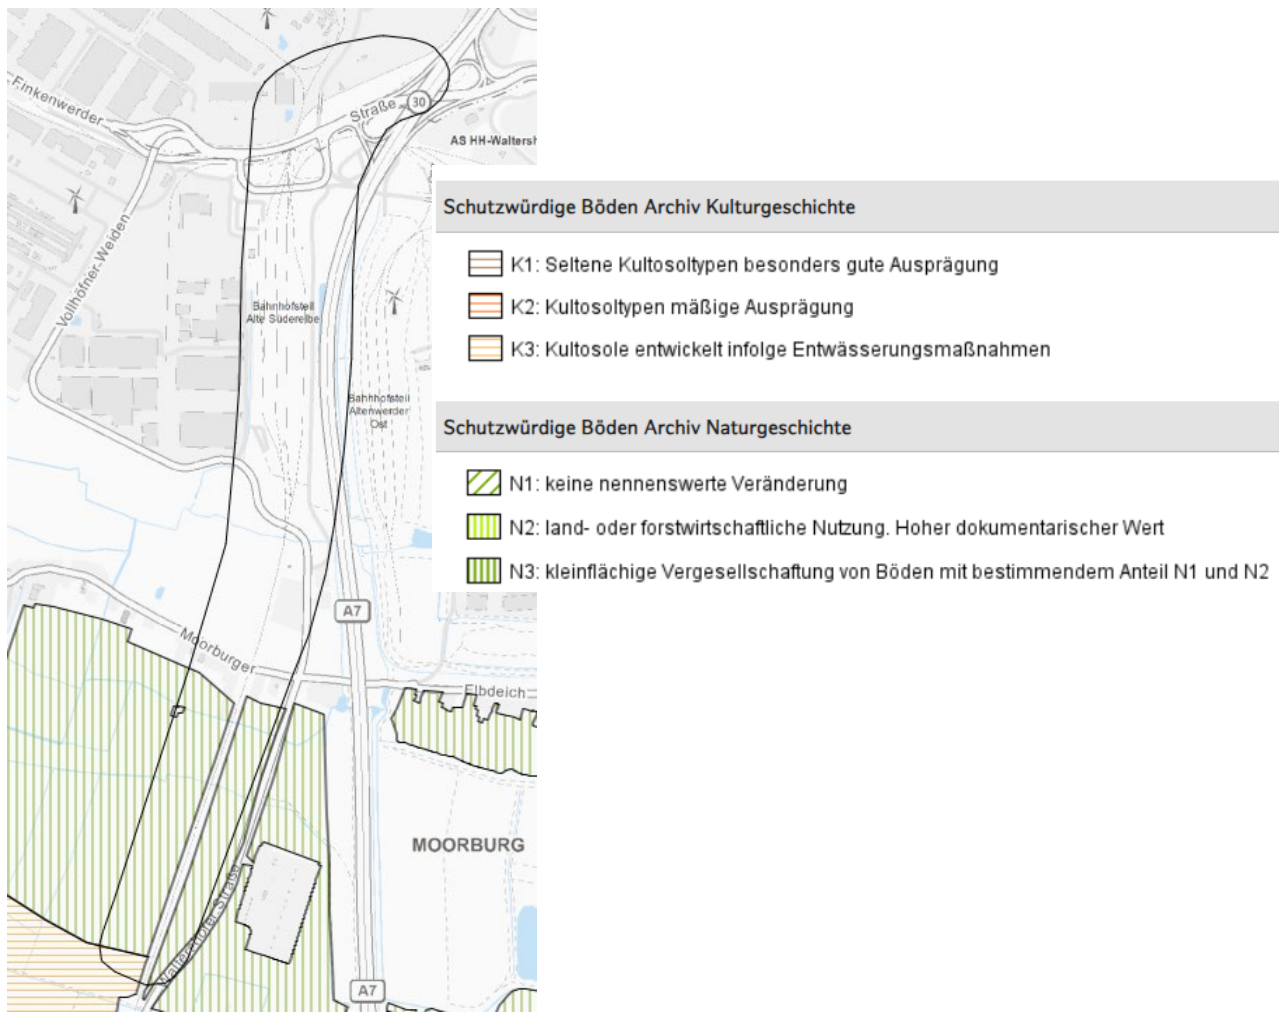 Finkenwerder
Straße
30
AS HH-Waltersh
Vollhöfner-Weiden
Bahnhofsteil
Alte Süderelbe
Bahnhofsteil
Altenwerder
Ost
A7
Moorburger
Elbdeich
MOORBURG
Waltershofer Straße
A7
Schutzwürdige Böden Archiv Kulturgeschichte
K1: Seltene Kultosoltypen besonders gute Ausprägung
K2: Kultosoltypen mäßige Ausprägung
K3: Kultosole entwickelt infolge Entwässerungsmaßnahmen
Schutzwürdige Böden Archiv Naturgeschichte
N1: keine nennenswerte Veränderung
N2: land- oder forstwirtschaftliche Nutzung. Hoher dokumentarischer Wert
N3: kleinflächige Vergesellschaftung von Böden mit bestimmendem Anteil N1 und N2